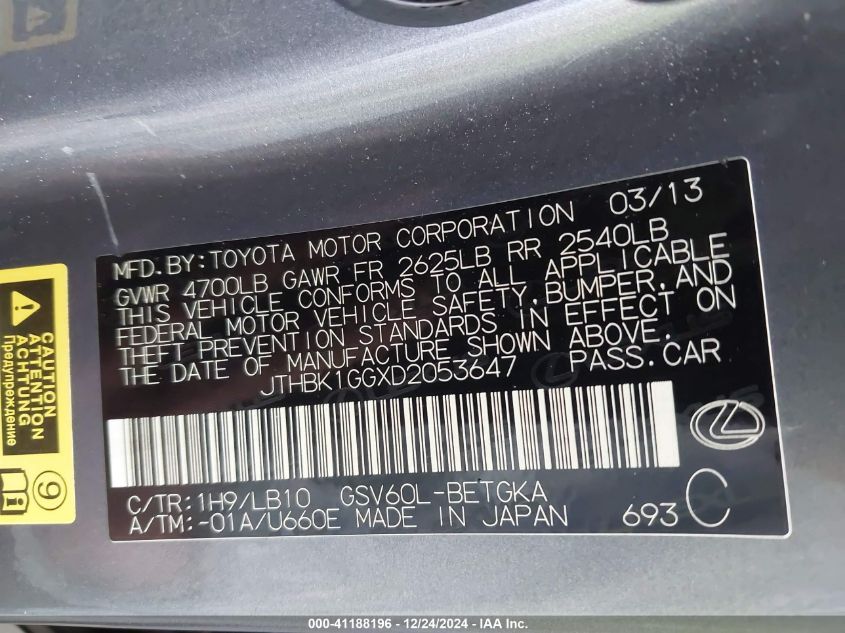 MFD.BY:TOYOTA MOTOR CORPORATION 03/13
GVWR 4700LB GAWR FR 2625LB RR 2540LB
THIS VEHICLE CONFORMS TO ALL APPLICABLE
FEDERAL MOTOR VEHICLE SAFETY,BUMPER,AND
THEFT PREVENTION STANDARDS IN EFFECT ON
THE DATE OF MANUFACTURE SHOWN ABOVE.
JTHBK1GGXD2053647 PASS.CAR
C/TR:1H9/LB10 GSV60L-BETGKA
A/TM:-01A/U660E MADE IN JAPAN 693 C
CAUTION
ATTENTION
ACHTUNG
Предупреждение
9
000-41188196 - 12/24/2024 - IAA Inc.